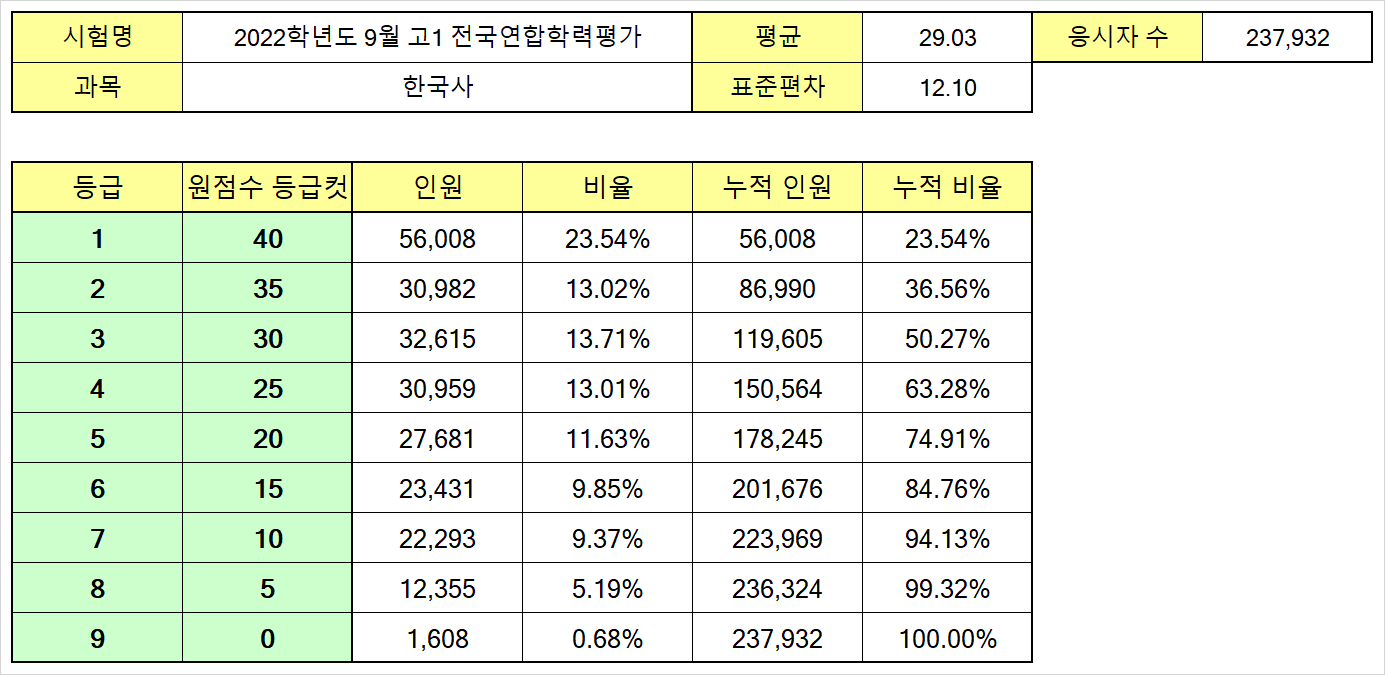 시험명 2022학년도 9월 고1 전국연합학력평가 평균 29.03 응시자 수 237,932
과목 한국사 표준편차 12.10
등급 원점수 등급컷 인원 비율 누적 인원 누적 비율
1 40 56,008 23.54% 56,008 23.54%
2 35 30,982 13.02% 86,990 36.56%
3 30 32,615 13.71% 119,605 50.27%
4 25 30,959 13.01% 150,564 63.28%
5 20 27,681 11.63% 178,245 74.91%
6 15 23,431 9.85% 201,676 84.76%
7 10 22,293 9.37% 223,969 94.13%
8 5 12,355 5.19% 236,324 99.32%
9 0 1,608 0.68% 237,932 100.00%